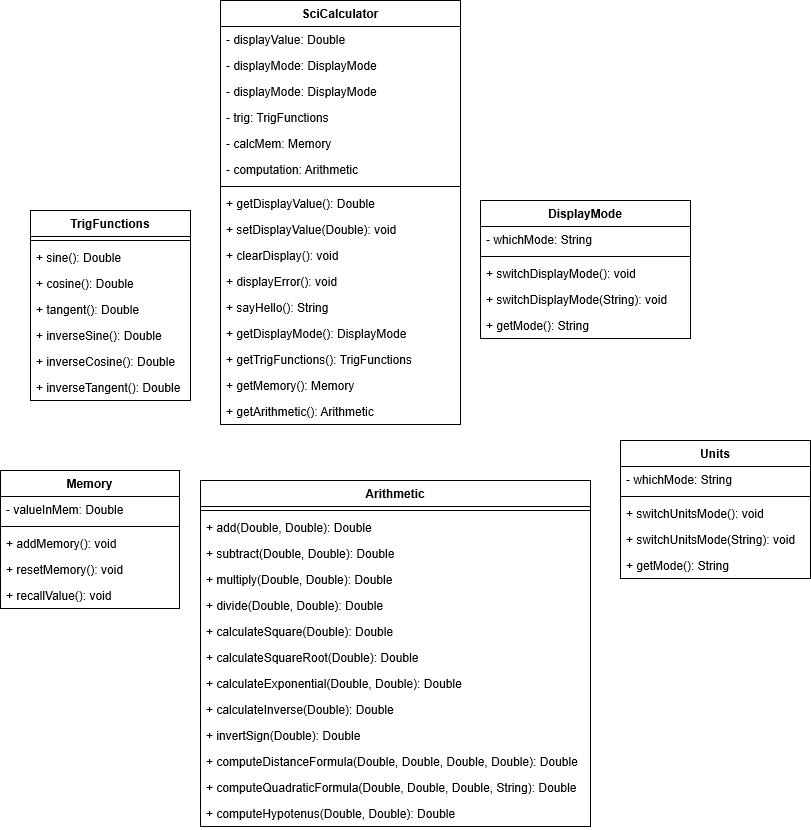 SciCalculator
- displayValue: Double
- displayMode: DisplayMode
- displayMode: DisplayMode
- trig: TrigFunctions
- calcMem: Memory
- computation: Arithmetic
+ getDisplayValue(): Double
+ setDisplayValue(Double): void
+ clearDisplay(): void
+ displayError(): void
+ sayHello(): String
+ getDisplayMode(): DisplayMode
+ getTrigFunctions(): TrigFunctions
+ getMemory(): Memory
+ getArithmetic(): Arithmetic
TrigFunctions
+ sine(): Double
+ cosine(): Double
+ tangent(): Double
+ inverseSine(): Double
+ inverseCosine(): Double
+ inverseTangent(): Double
DisplayMode
- whichMode: String
+ switchDisplayMode(): void
+ switchDisplayMode(String): void
+ getMode(): String
Memory
- valueInMem: Double
+ addMemory(): void
+ resetMemory(): void
+ recallValue(): void
Arithmetic
+ add(Double, Double): Double
+ subtract(Double, Double): Double
+ multiply(Double, Double): Double
+ divide(Double, Double): Double
+ calculateSquare(Double): Double
+ calculateSquareRoot(Double): Double
+ calculateExponential(Double, Double): Double
+ calculateInverse(Double): Double
+ invertSign(Double): Double
+ computeDistanceFormula(Double, Double, Double, Double): Double
+ computeQuadraticFormula(Double, Double, Double, String): Double
+ computeHypotenus(Double, Double): Double
Units
- whichMode: String
+ switchUnitsMode(): void
+ switchUnitsMode(String): void
+ getMode(): String